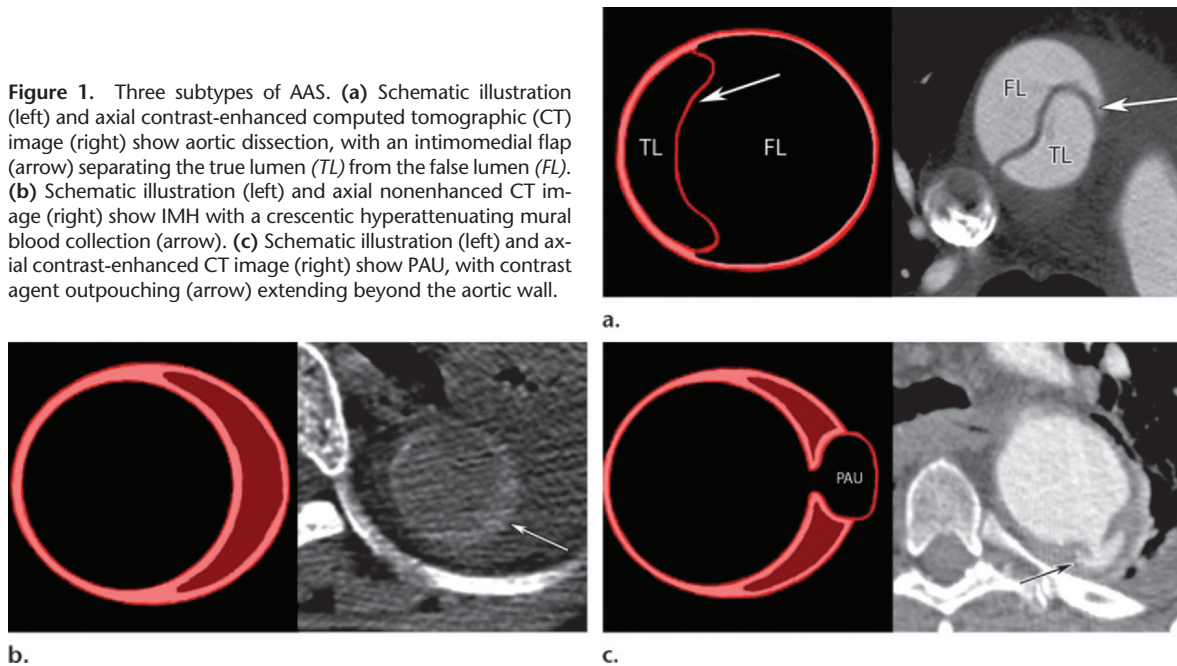 Figure 1. Three subtypes of AAS. (a) Schematic illustration
(left) and axial contrast-enhanced computed tomographic (CT)
image (right) show aortic dissection, with an intimomedial flap
(arrow) separating the true lumen (TL) from the false lumen (FL).
(b) Schematic illustration (left) and axial nonenhanced CT im-
age (right) show IMH with a crescentic hyperattenuating mural
blood collection (arrow). (c) Schematic illustration (left) and ax-
ial contrast-enhanced CT image (right) show PAU, with contrast
agent outpouching (arrow) extending beyond the aortic wall.
TL
FL
FL
TL
a.
b.
PAU
c.